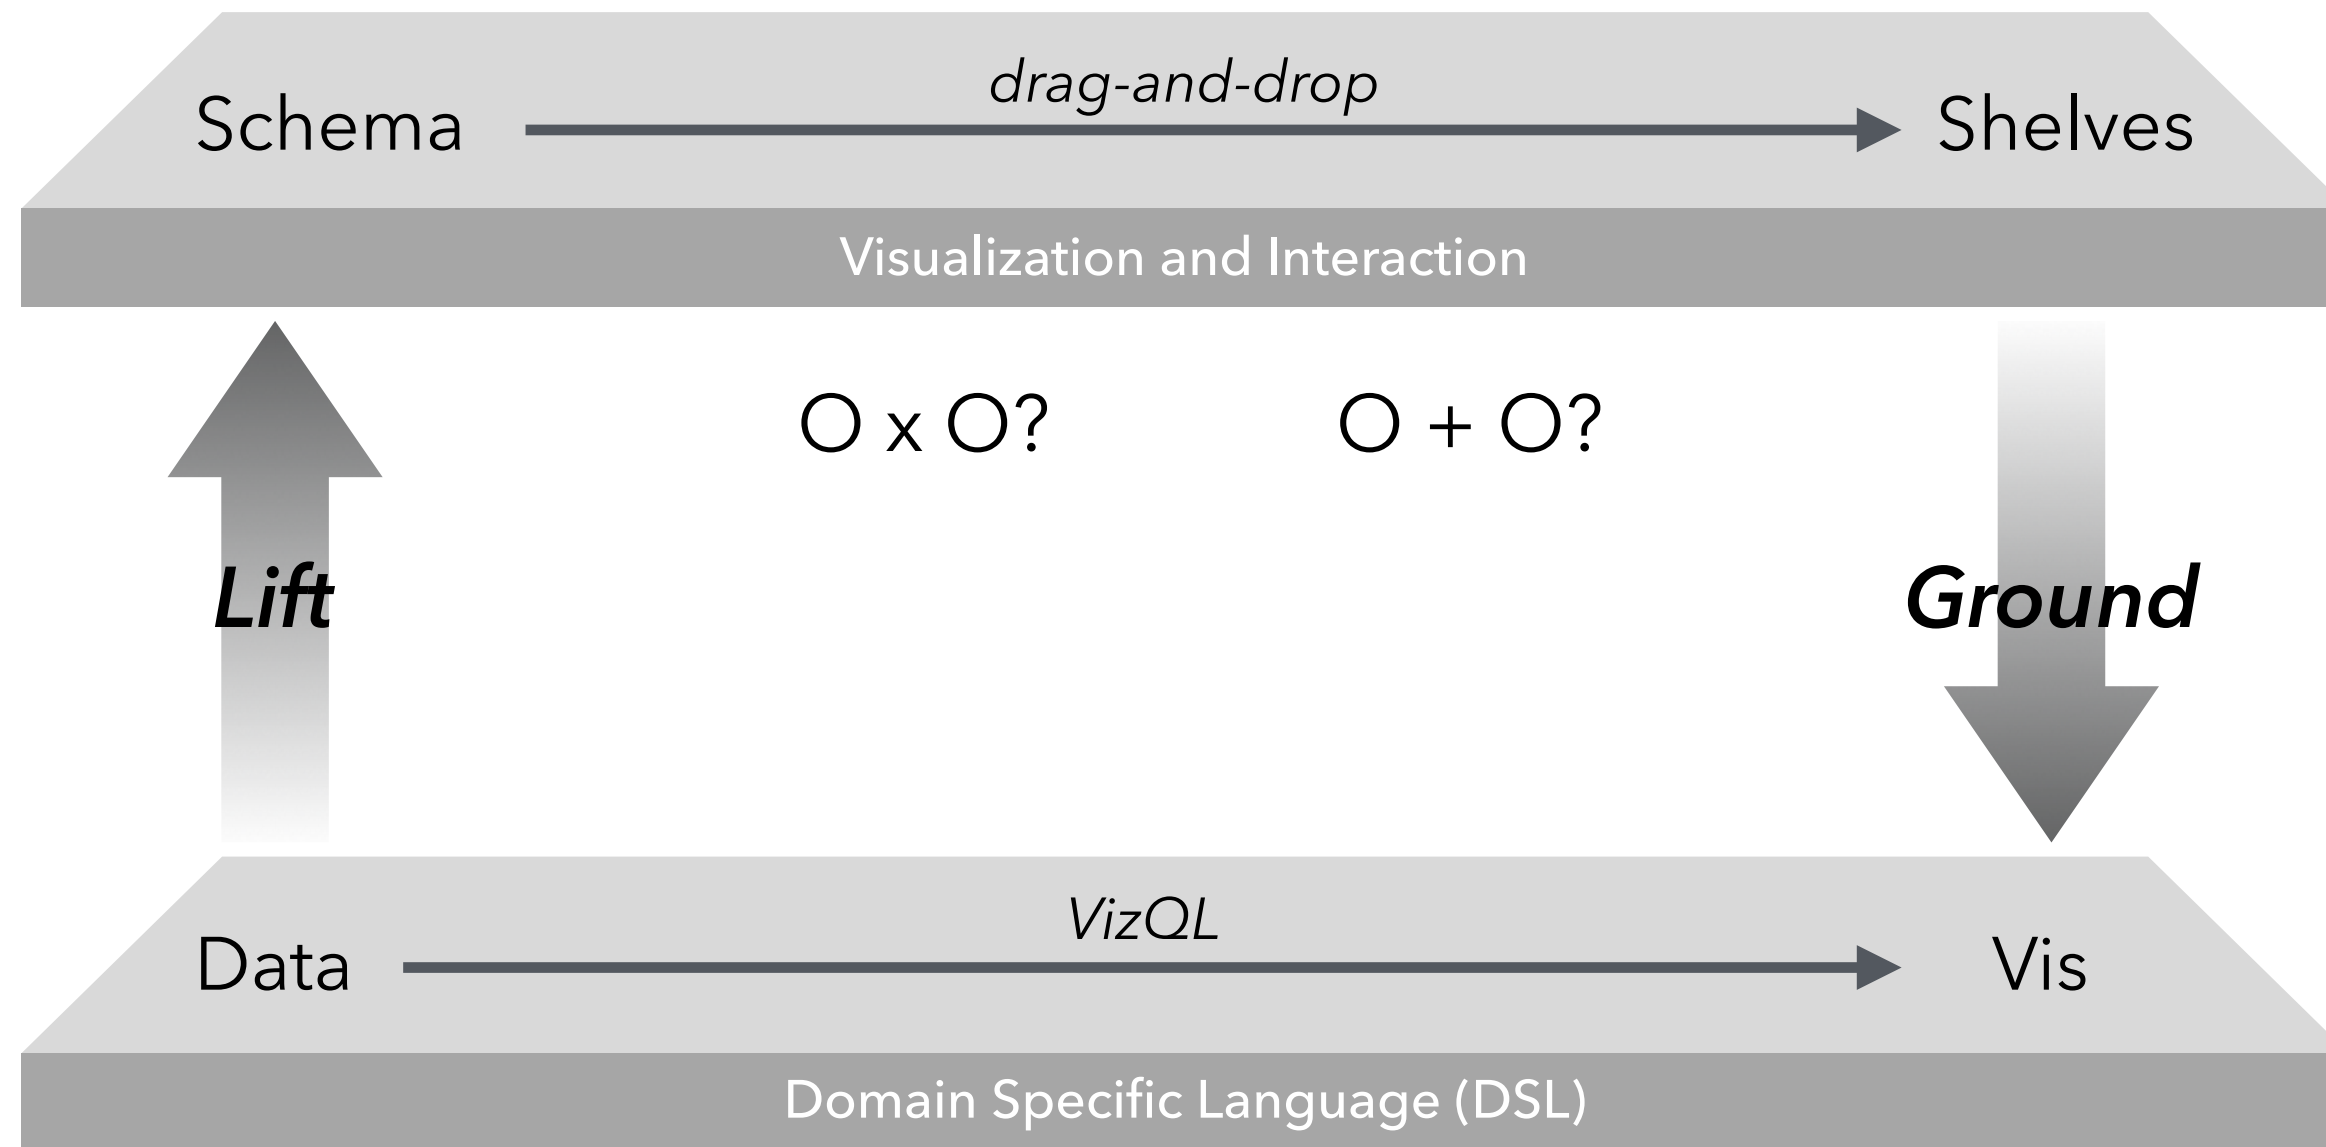 drag-and-drop
Schema
Shelves
Visualization and Interaction
O x O?
O + O?
Lift
Ground
VizQL
Data
Vis
Domain Specific Language (DSL)